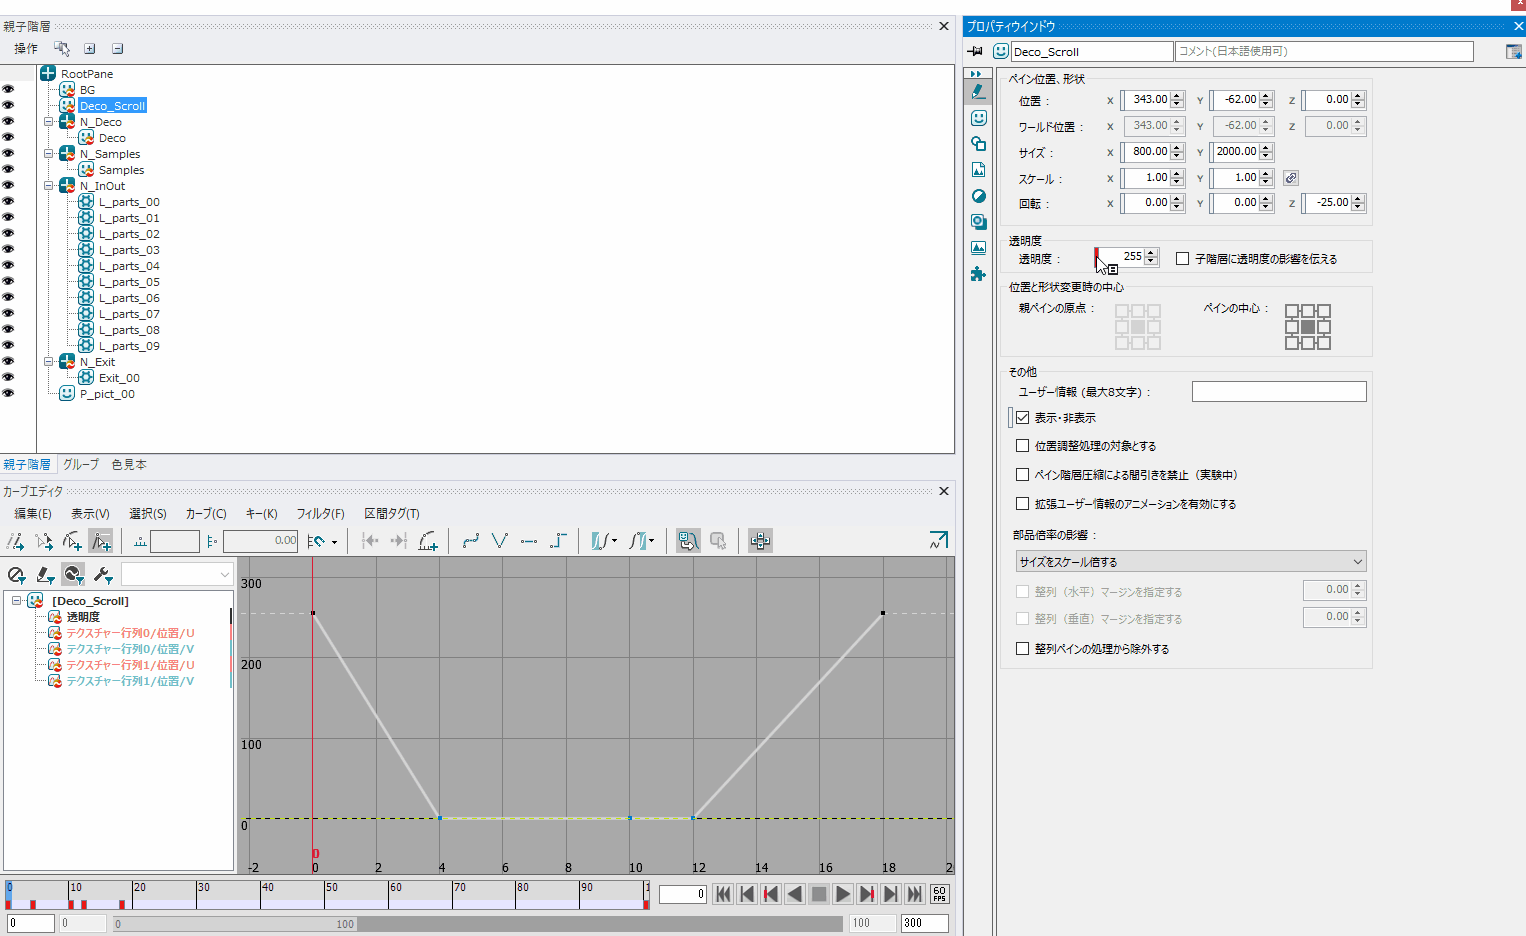 親子階層
操作
RootPane
BG
Deco_Scroll
N_Deco
Deco
N_Samples
Samples
N_InOut
L_parts_00
L_parts_01
L_parts_02
L_parts_03
L_parts_04
L_parts_05
L_parts_06
L_parts_07
L_parts_08
L_parts_09
N_Exit
Exit_00
P_pict_00
親子階層 グループ 色見本
カーブエディタ
編集(E) 表示(V) 選択(S) カーブ(C) キー(K) フィルタ(F) 区間タグ(T)
0.00
[Deco_Scroll]
透明度
テクスチャー行列0/位置/U
テクスチャー行列0/位置/V
テクスチャー行列1/位置/U
テクスチャー行列1/位置/V
300
200
100
0
0
-2 0 2 4 6 8 10 12 14 16 18 2
0 10 20 30 40 50 60 70 80 90 1
0
60 FPS
0 0 0 100 100 300
プロパティウインドウ
Deco_Scroll コメント(日本語使用可)
ペイン位置、形状
位置： X 343.00 Y -62.00 Z 0.00
ワールド位置： X 343.00 Y -62.00 Z 0.00
サイズ： X 800.00 Y 2000.00
スケール： X 1.00 Y 1.00
回転： X 0.00 Y 0.00 Z -25.00
透明度
透明度： 255 子階層に透明度の影響を伝える
位置と形状変更時の中心
親ペインの原点： ペインの中心：
その他
ユーザー情報（最大8文字）：
表示・非表示
位置調整処理の対象とする
ペイン階層圧縮による間引きを禁止（実験中）
拡張ユーザー情報のアニメーションを有効にする
部品倍率の影響：
サイズをスケール倍する
整列（水平）マージンを指定する 0.00
整列（垂直）マージンを指定する 0.00
整列ペインの処理から除外する